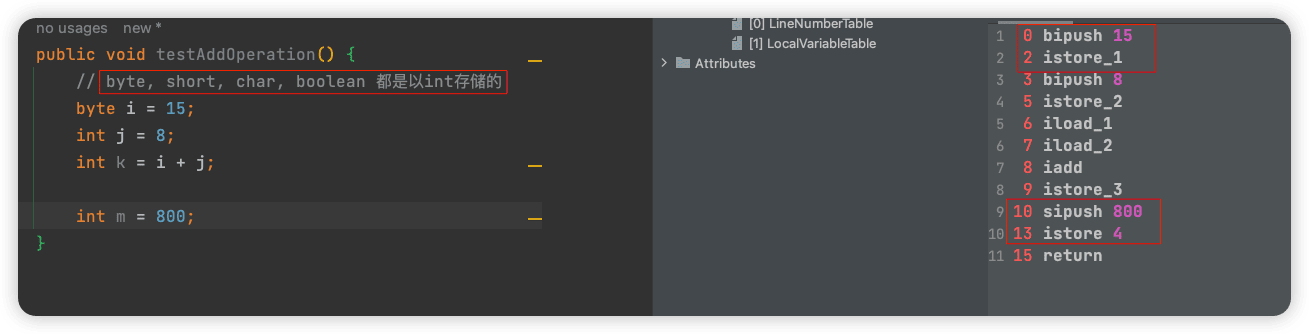 no usages   new *
public void testAddOperation() {
// byte, short, char, boolean 都是以int存储的
byte i = 15;
int j = 8;
int k = i + j;
int m = 800;
}
[0] LineNumberTable
[1] LocalVariableTable
Attributes
1 0 bipush 15
2 2 istore_1
3 3 bipush 8
4 5 istore_2
5 6 iload_1
6 7 iload_2
7 8 iadd
8 9 istore_3
9 10 sipush 800
10 13 istore 4
11 15 return